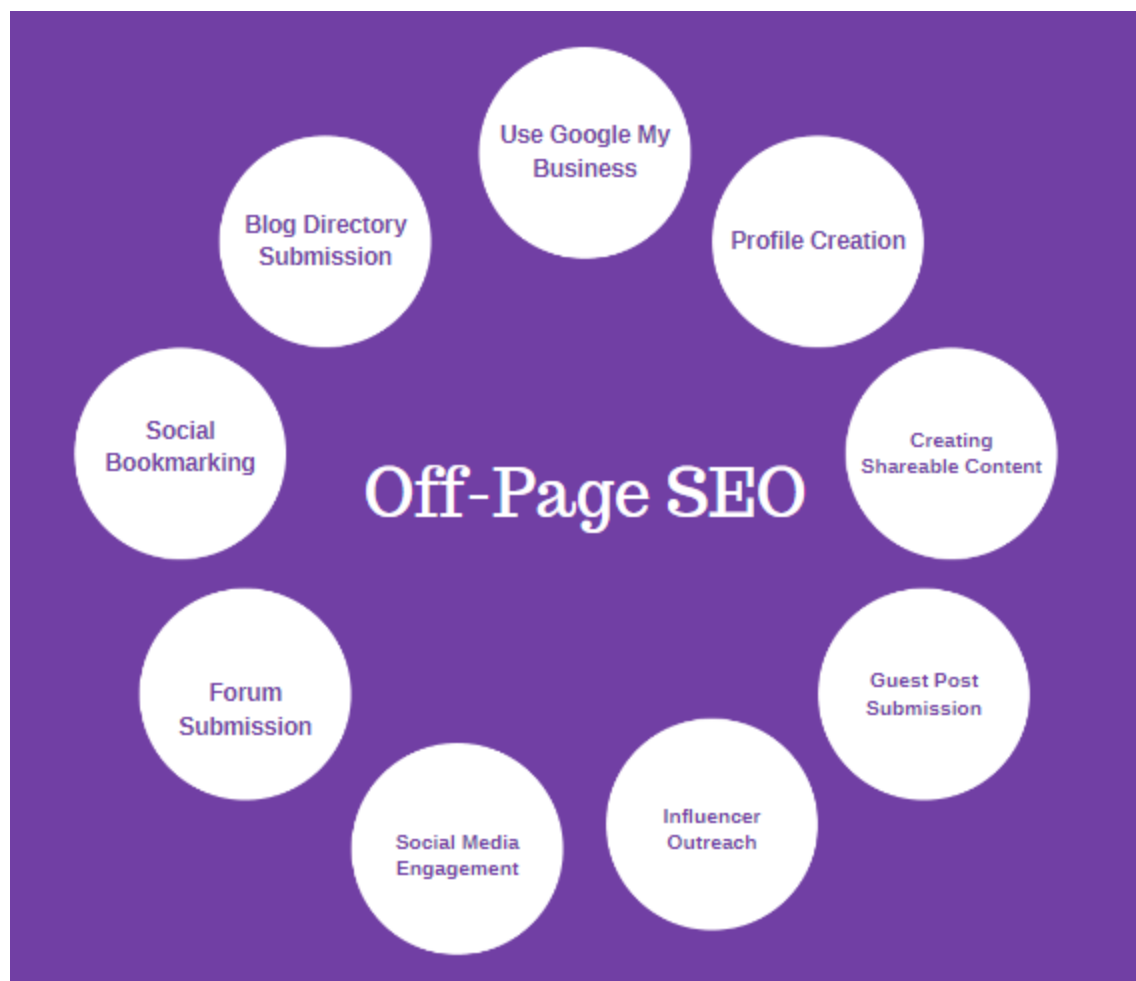 Use Google My
Business
Profile Creation
Creating
Shareable Content
Guest Post
Submission
Influencer
Outreach
Social Media
Engagement
Forum
Submission
Social
Bookmarking
Blog Directory
Submission
Off-Page SEO